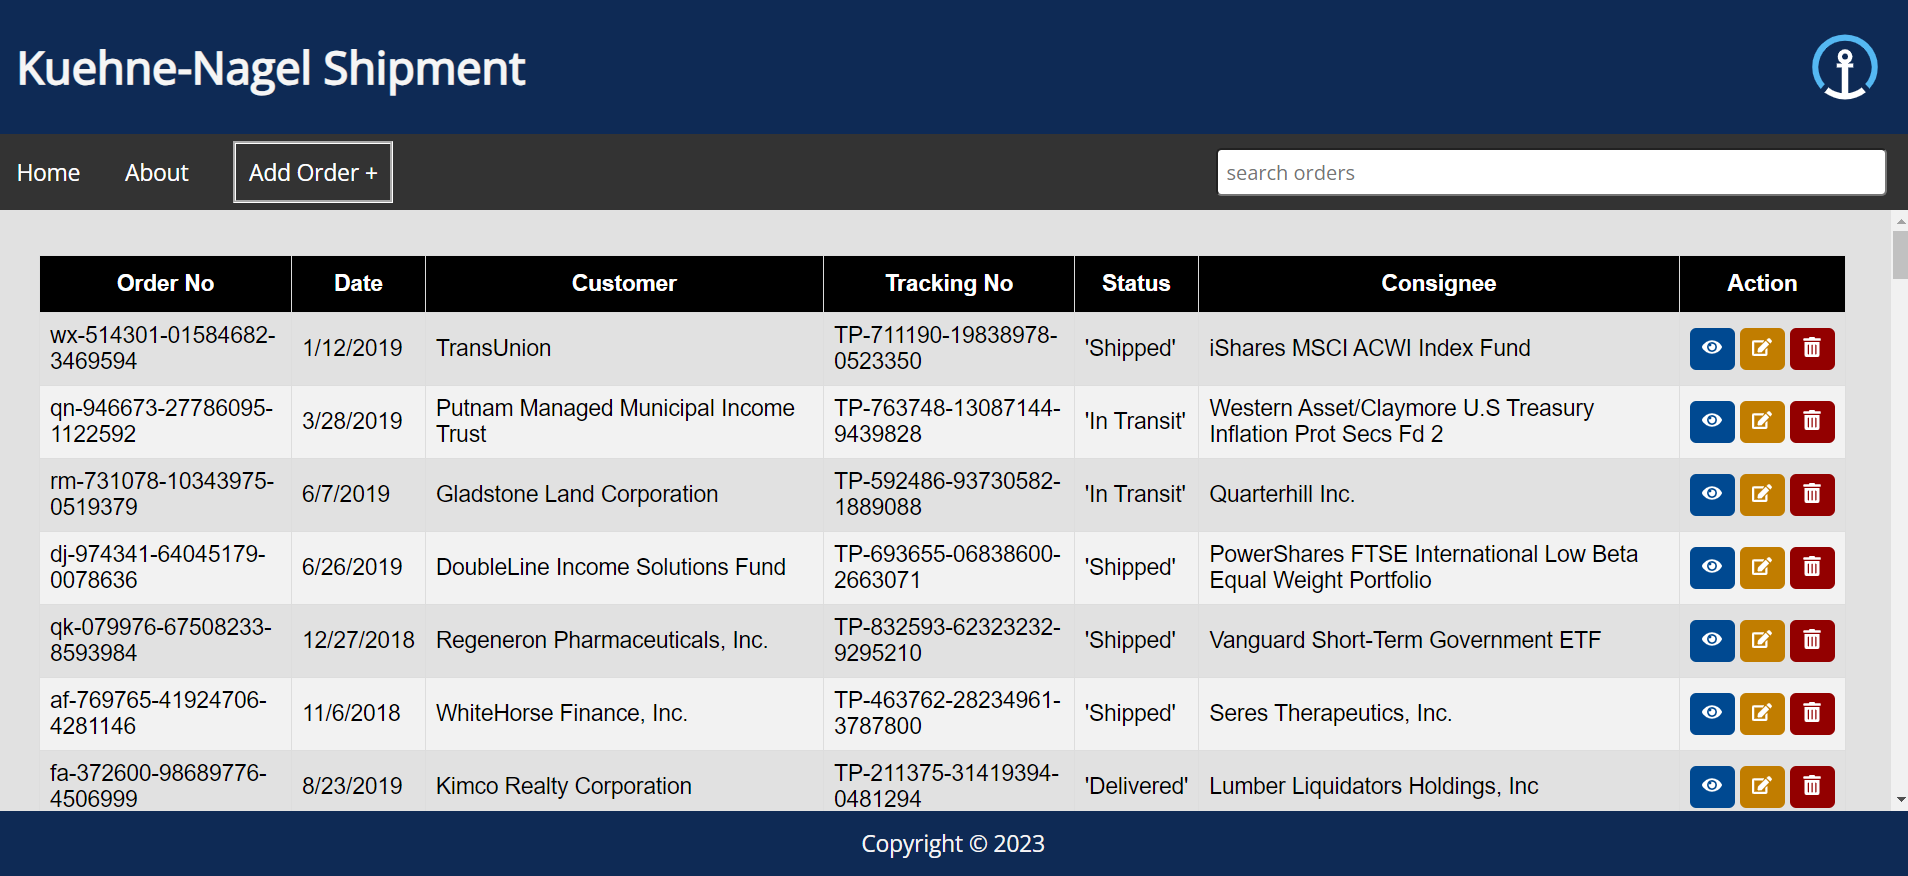 Kuehne-Nagel Shipment
Home About Add Order +
search orders
Order No Date Customer Tracking No Status Consignee Action
wx-514301-01584682-
3469594 1/12/2019 TransUnion TP-711190-19838978-
0523350 'Shipped' iShares MSCI ACWI Index Fund
qn-946673-27786095-
1122592 3/28/2019 Putnam Managed Municipal Income
Trust TP-763748-13087144-
9439828 'In Transit' Western Asset/Claymore U.S Treasury
Inflation Prot Secs Fd 2
rm-731078-10343975-
0519379 6/7/2019 Gladstone Land Corporation TP-592486-93730582-
1889088 'In Transit' Quarterhill Inc.
dj-974341-64045179-
0078636 6/26/2019 DoubleLine Income Solutions Fund TP-693655-06838600-
2663071 'Shipped' PowerShares FTSE International Low Beta
Equal Weight Portfolio
qk-079976-67508233-
8593984 12/27/2018 Regeneron Pharmaceuticals, Inc. TP-832593-62323232-
9295210 'Shipped' Vanguard Short-Term Government ETF
af-769765-41924706-
4281146 11/6/2018 WhiteHorse Finance, Inc. TP-463762-28234961-
3787800 'Shipped' Seres Therapeutics, Inc.
fa-372600-98689776-
4506999 8/23/2019 Kimco Realty Corporation TP-211375-31419394-
0481294 'Delivered' Lumber Liquidators Holdings, Inc
Copyright © 2023